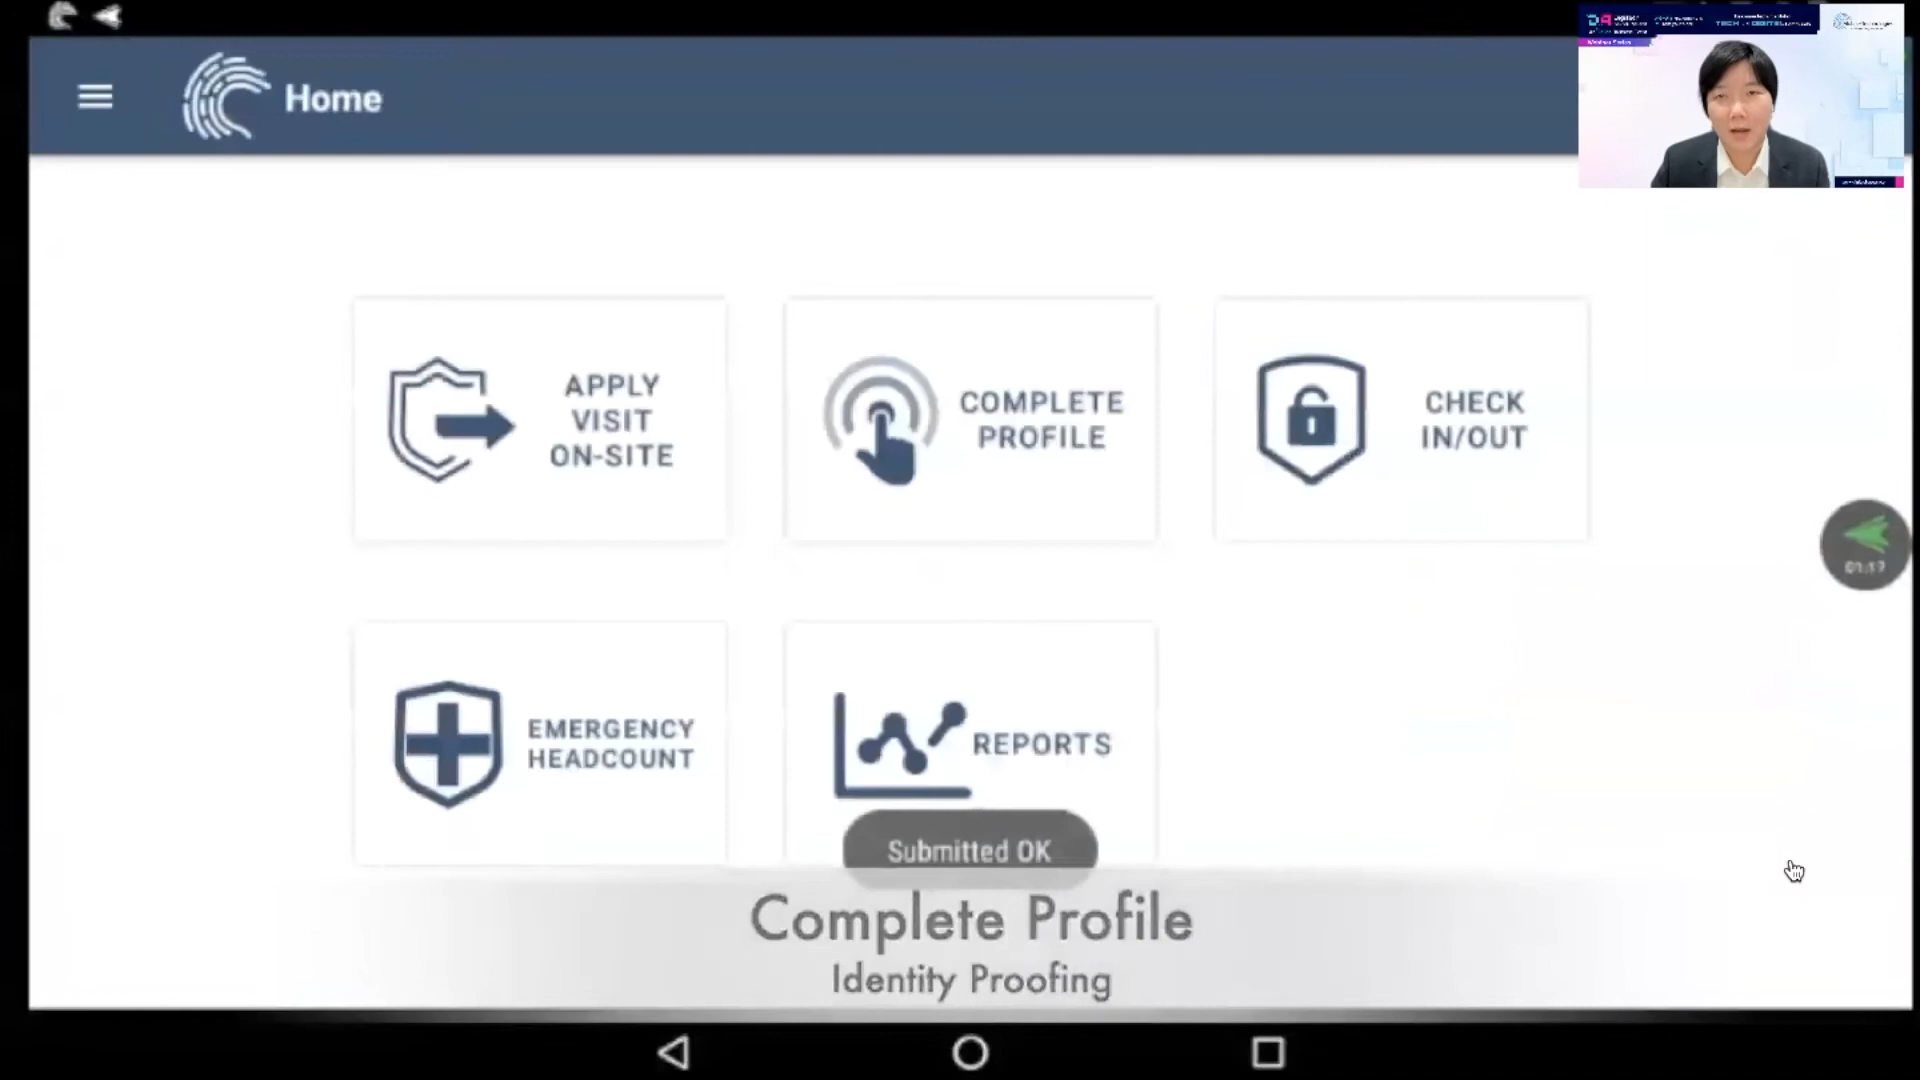 Home
APPLY
VISIT
ON-SITE
COMPLETE
PROFILE
CHECK
IN/OUT
EMERGENCY
HEADCOUNT
REPORTS
Submitted OK
Complete Profile
Identity Proofing